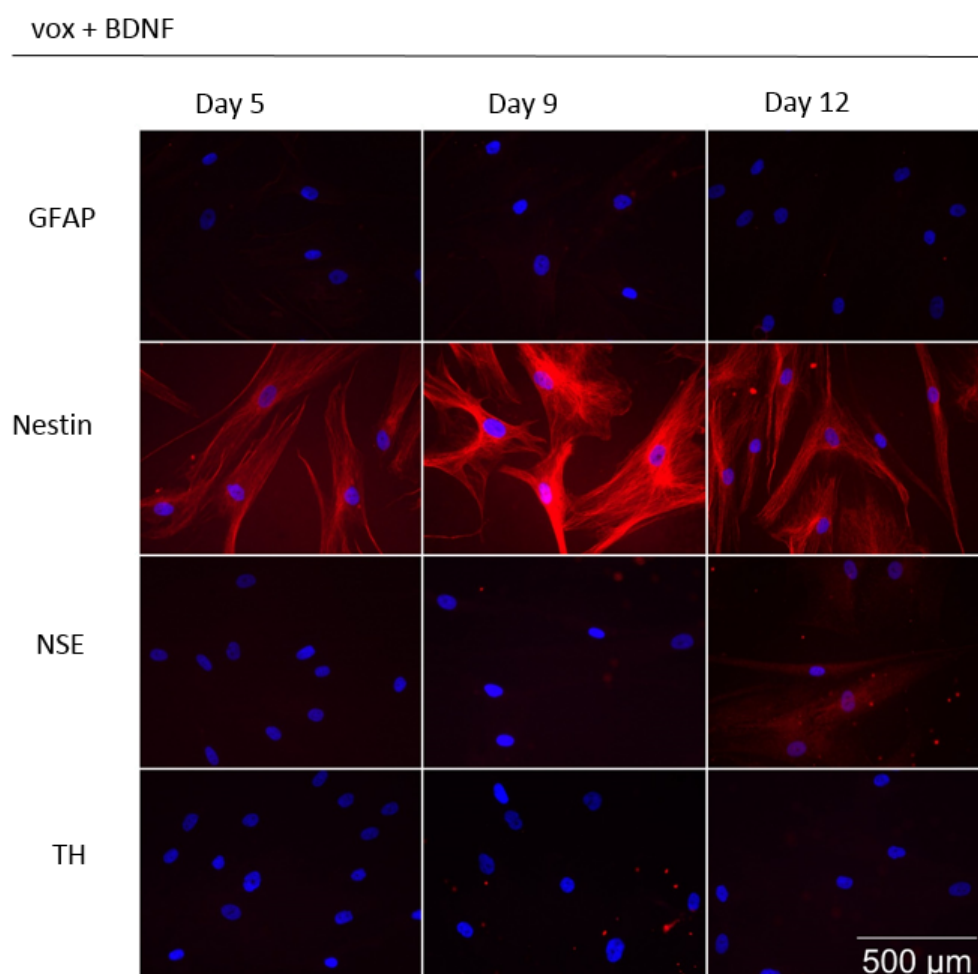 vox + BDNF
Day 5 Day 9 Day 12
GFAP
Nestin
NSE
TH
500 μm